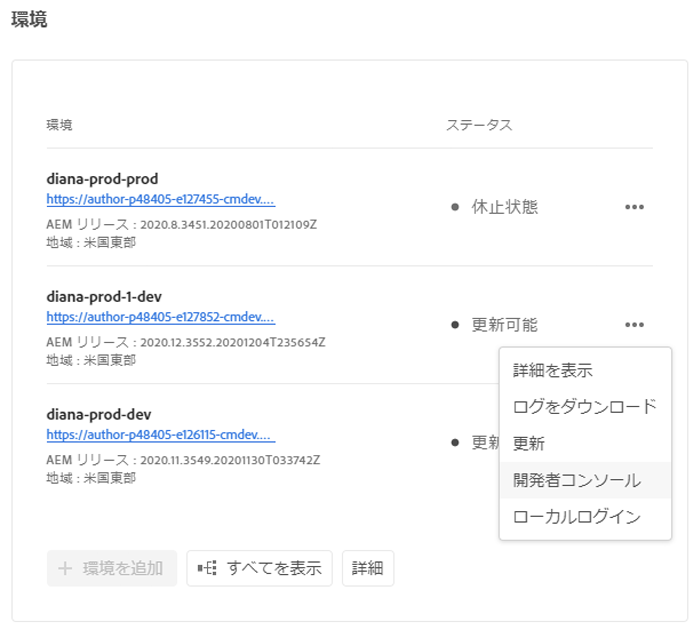 環境
環境 ステータス
diana-prod-prod
https://author-p48405-e127455-cmdev....
休止状態
AEM リリース : 2020.8.3451.20200801T012109Z
地域 : 米国東部
diana-prod-1-dev
https://author-p48405-e127852-cmdev....
更新可能
AEM リリース : 2020.12.3552.20201204T235654Z
地域 : 米国東部
diana-prod-dev
https://author-p48405-e126115-cmdev....
更新
AEM リリース : 2020.11.3549.20201130T033742Z
地域 : 米国東部
詳細を表示
ログをダウンロード
更新
開発者コンソール
ローカルログイン
環境を追加 すべてを表示 詳細